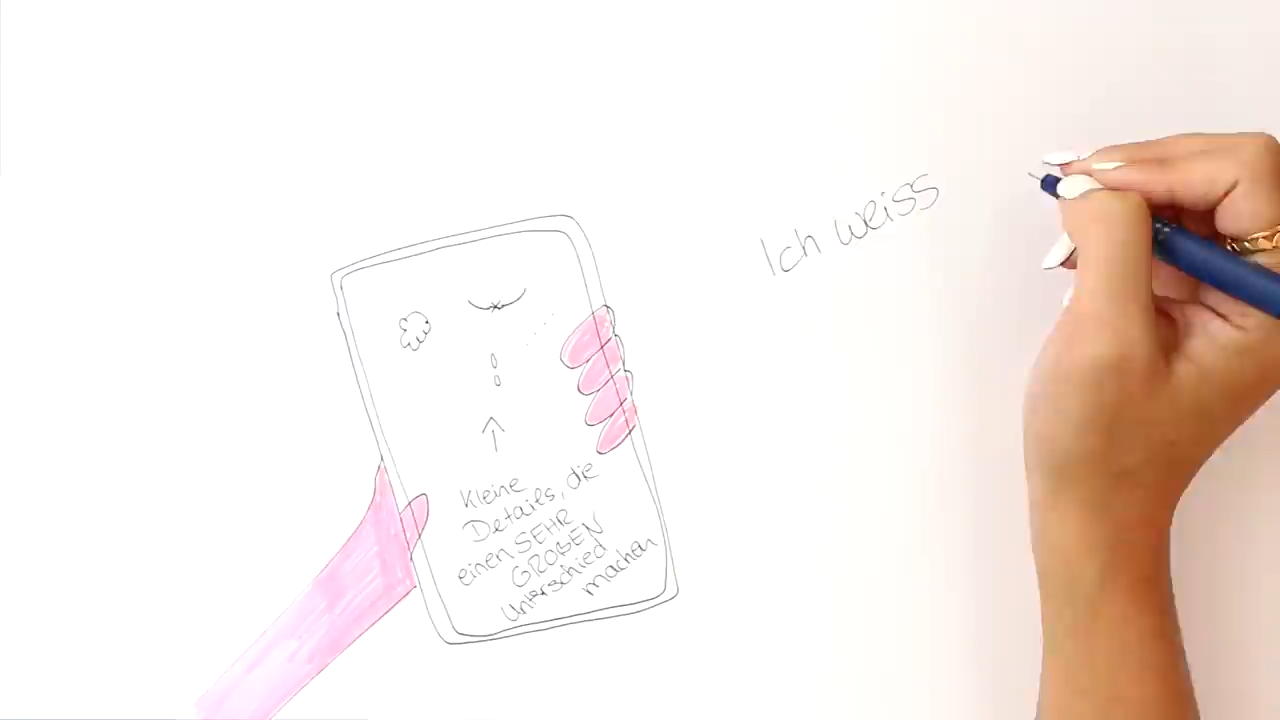 Ich weiss
Kleine
Details, die
einen SEHR
GROßEN
Unterschied
machen